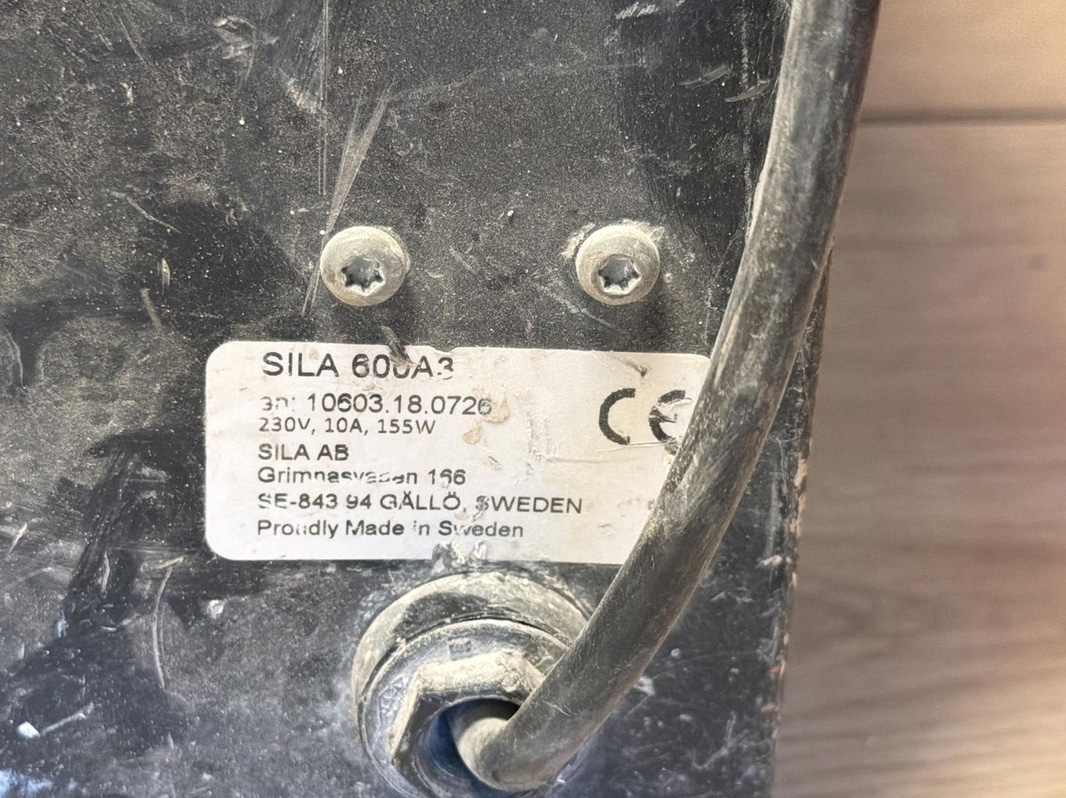 SILA 600A3
sn: 10603.18.0726
230V, 10A, 155W
CE
SILA AB
166
SE-843 94 GÄLLÖ, SWEDEN
Proudly Made in Sweden